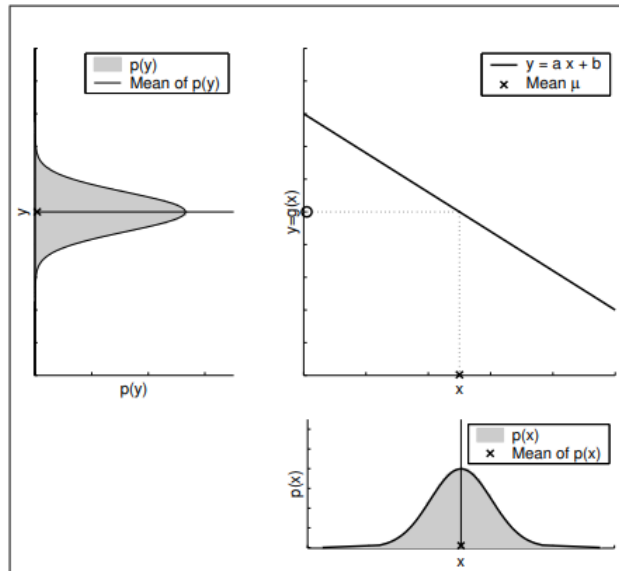 p(y)
Mean of p(y)
y
p(y)
y = a x + b
Mean μ
y=g(x)
x
p(x)
Mean of p(x)
p(x)
x